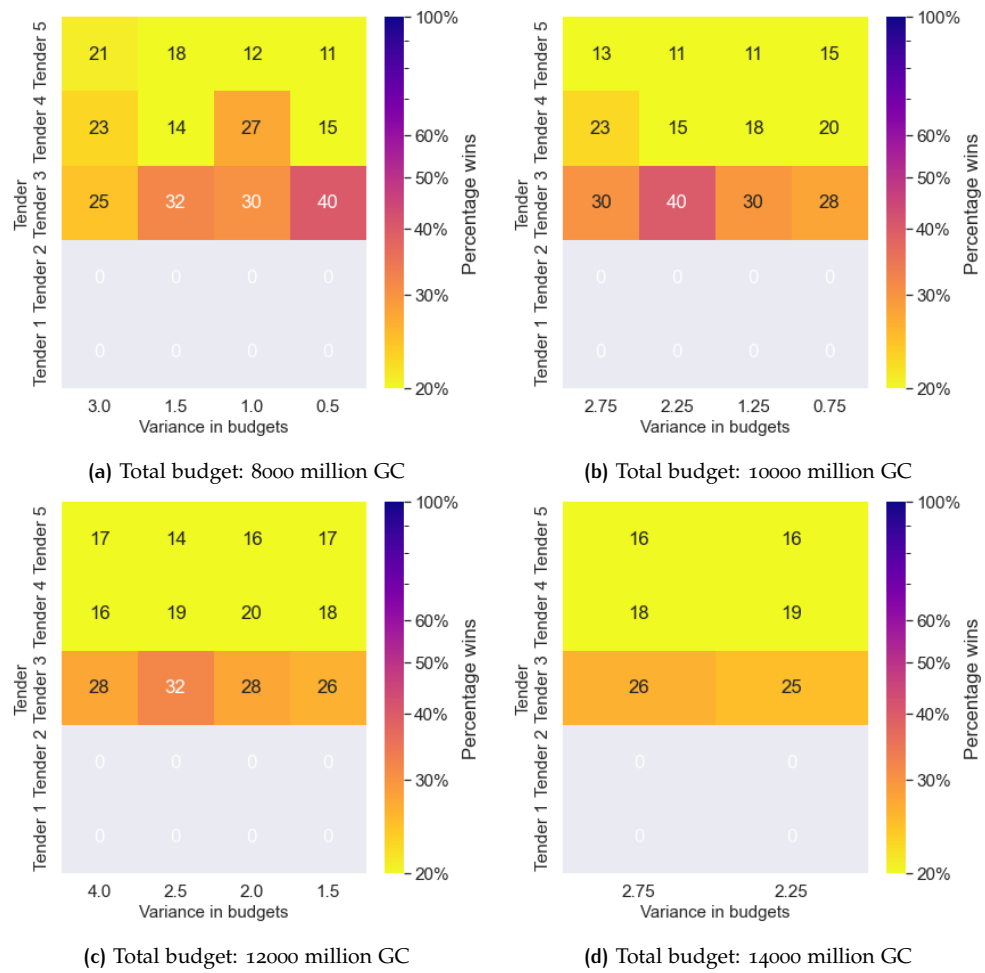 Tender
Tender 5
Tender 4
Tender 3
Tender 2
Tender 1
21 18 12 11
23 14 27 15
25 32 30 40
0 0 0 0
0 0 0 0
3.0 1.5 1.0 0.5
Variance in budgets
100%
60%
50%
40%
30%
20%
Percentage wins
(a) Total budget: 8000 million GC
Tender
Tender 5
Tender 4
Tender 3
Tender 2
Tender 1
13 11 11 15
23 15 18 20
30 40 30 28
0 0 0 0
0 0 0 0
2.75 2.25 1.25 0.75
Variance in budgets
100%
60%
50%
40%
30%
20%
Percentage wins
(b) Total budget: 10000 million GC
Tender
Tender 5
Tender 4
Tender 3
Tender 2
Tender 1
17 14 16 17
16 19 20 18
28 32 28 26
0 0 0 0
0 0 0 0
4.0 2.5 2.0 1.5
Variance in budgets
100%
60%
50%
40%
30%
20%
Percentage wins
(c) Total budget: 12000 million GC
Tender
Tender 5
Tender 4
Tender 3
Tender 2
Tender 1
16 16
18 19
26 25
0 0
0 0
2.75 2.25
Variance in budgets
100%
60%
50%
40%
30%
20%
Percentage wins
(d) Total budget: 14000 million GC